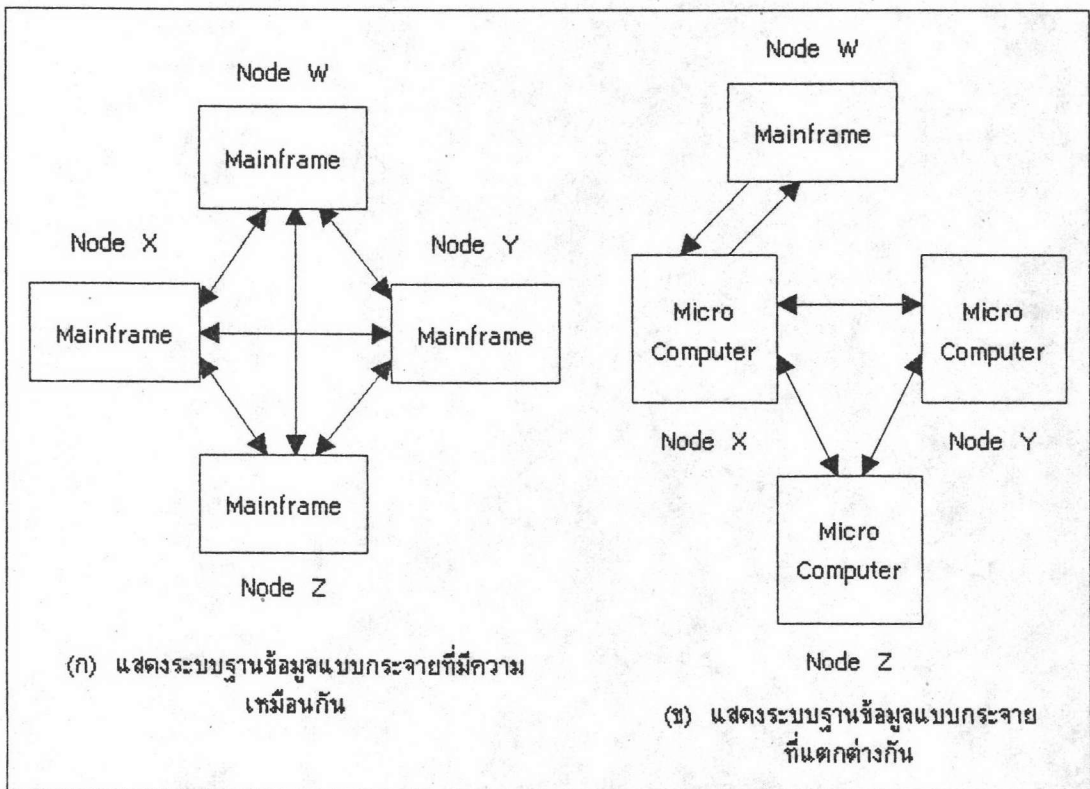 Node W
Mainframe
Node X
Mainframe
Node Y
Mainframe
Mainframe
Node Z
(ก) แสดงระบบฐานข้อมูลแบบกระจายที่มีความ
เหมือนกัน
Node W
Mainframe
Micro
Computer
Node X
Micro
Computer
Node Y
Micro
Computer
Node Z
(ข) แสดงระบบฐานข้อมูลแบบกระจาย
ที่แตกต่างกัน